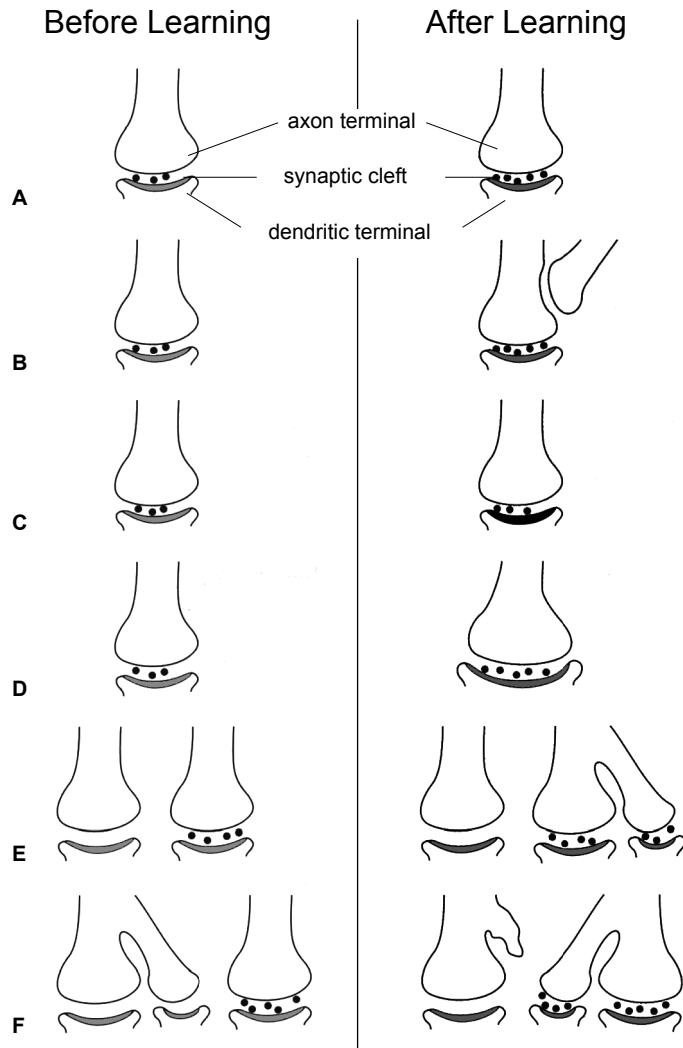 Before Learning
After Learning
axon terminal
synaptic cleft
A
dendritic terminal
B
C
D
E
F